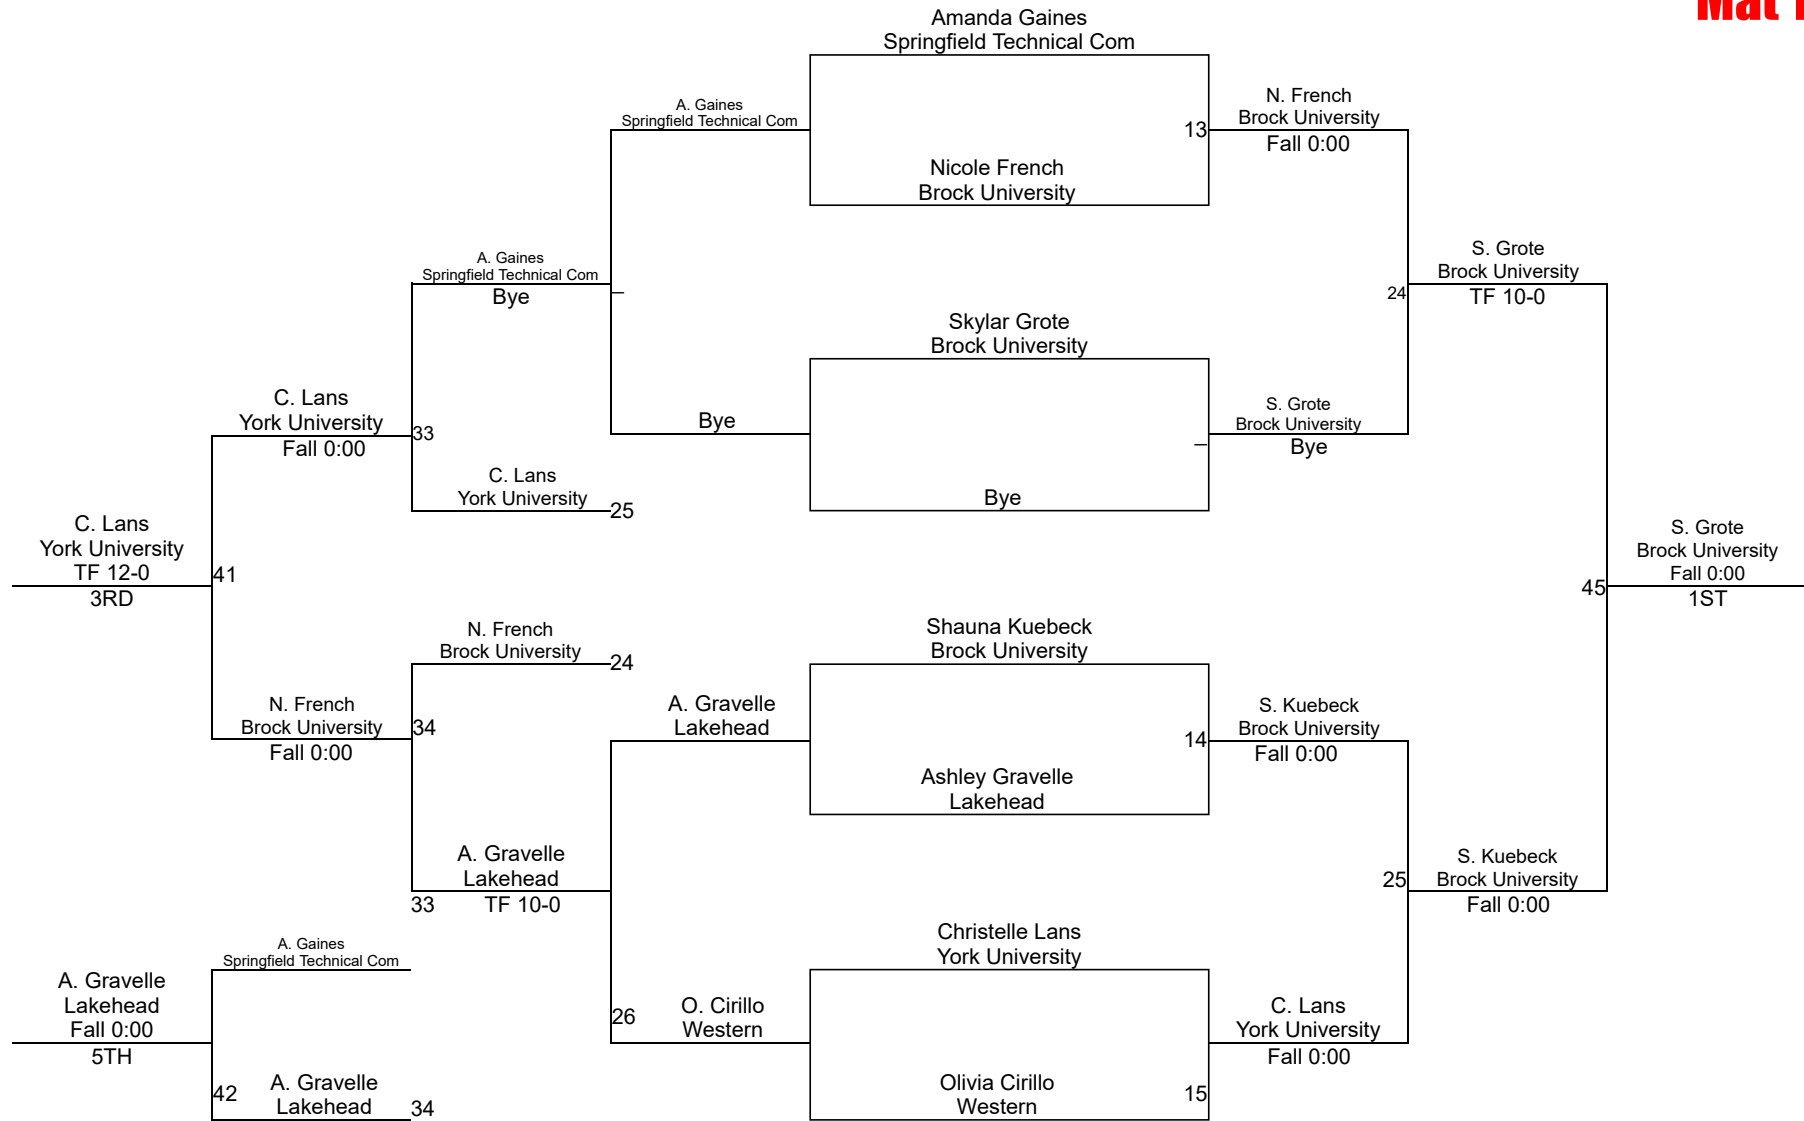 Mat
Amanda Gaines
Springfield Technical Com
A. Gaines
Springfield Technical Com
13
N. French
Brock University
Fall 0:00
Nicole French
Brock University
A. Gaines
Springfield Technical Com
Bye
–
24
S. Grote
Brock University
TF 10-0
Skylar Grote
Brock University
Bye
–
S. Grote
Brock University
Bye
Bye
C. Lans
York University
Fall 0:00
33
C. Lans
York University
25
C. Lans
York University
TF 12-0
3RD
41
45
S. Grote
Brock University
Fall 0:00
1ST
N. French
Brock University
24
Shauna Kuebeck
Brock University
N. French
Brock University
Fall 0:00
34
A. Gravelle
Lakehead
14
S. Kuebeck
Brock University
Fall 0:00
Ashley Gravelle
Lakehead
A. Gravelle
Lakehead
TF 10-0
33
25
S. Kuebeck
Brock University
Fall 0:00
A. Gaines
Springfield Technical Com
Christelle Lans
York University
A. Gravelle
Lakehead
Fall 0:00
5TH
26
O. Cirillo
Western
C. Lans
York University
Fall 0:00
42
A. Gravelle
Lakehead
34
Olivia Cirillo
Western
15